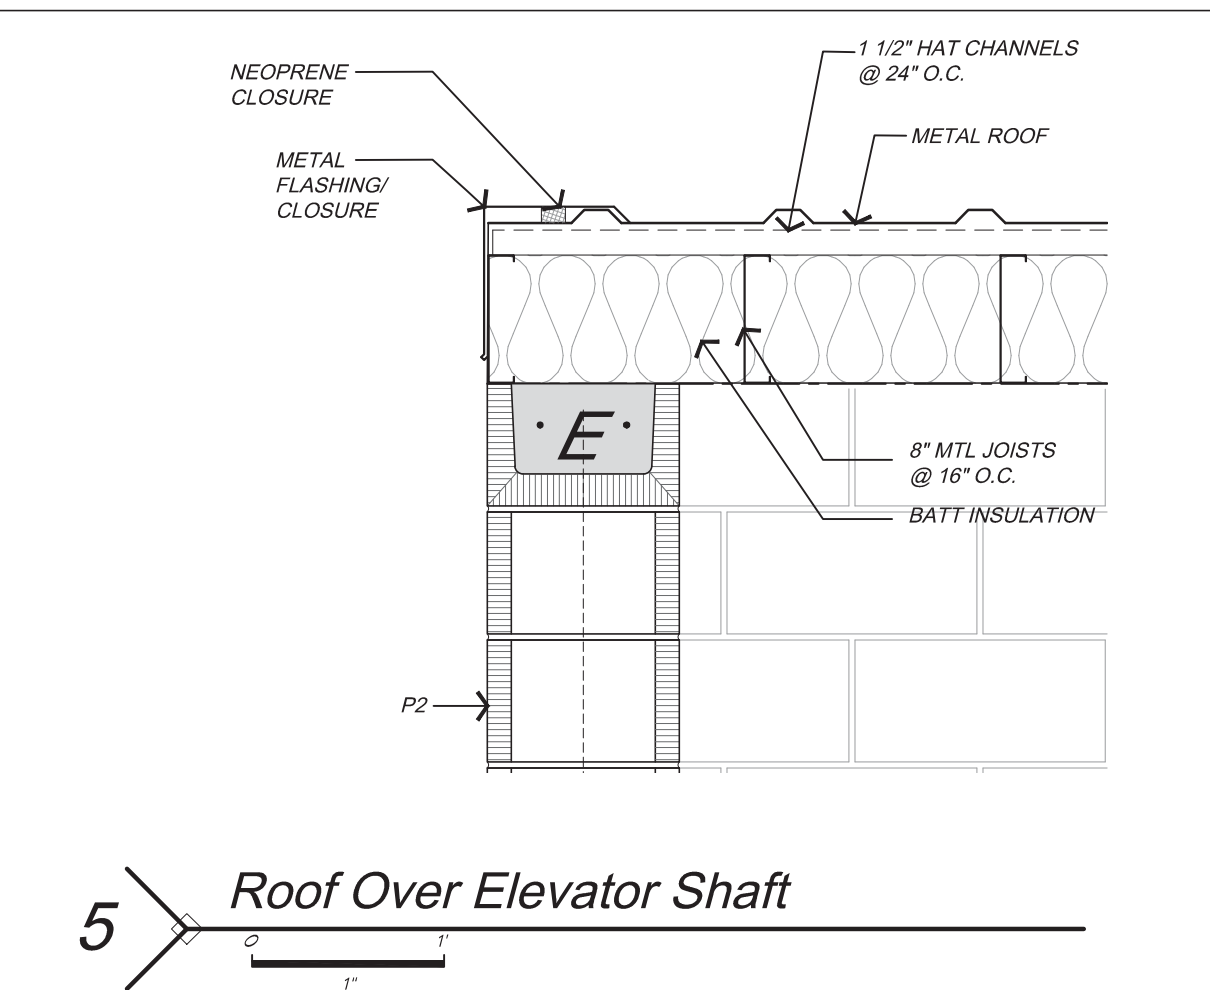 1 1/2" HAT CHANNELS
@ 24" O.C.
NEOPRENE
CLOSURE
METAL ROOF
METAL
FLASHING/
CLOSURE
E
8" MTL JOISTS
@ 16" O.C.
BATT INSULATION
P2
5
Roof Over Elevator Shaft
0
1'
1"